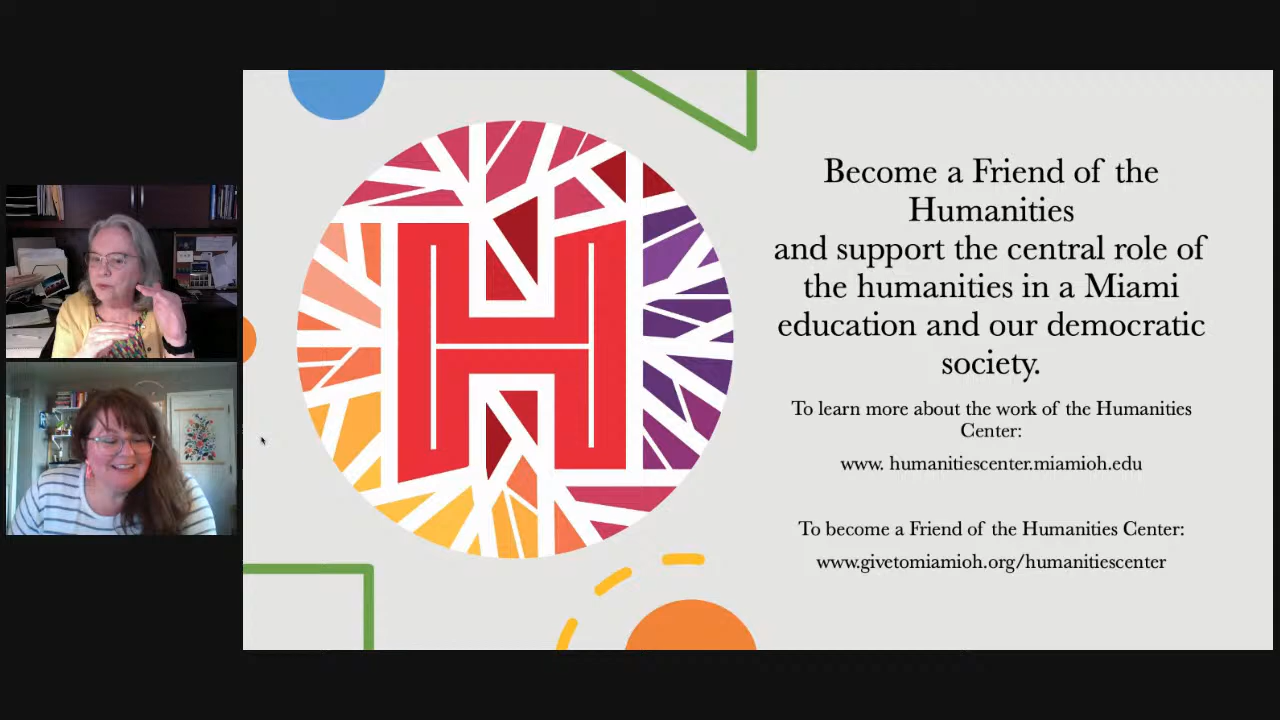 Become a Friend of the
Humanities
and support the central role of
the humanities in a Miami
education and our democratic
society.
To learn more about the work of the Humanities
Center:
www. humanitiescenter.miamioh.edu
To become a Friend of the Humanities Center:
www.givetomiamioh.org/humanitiescenter
H